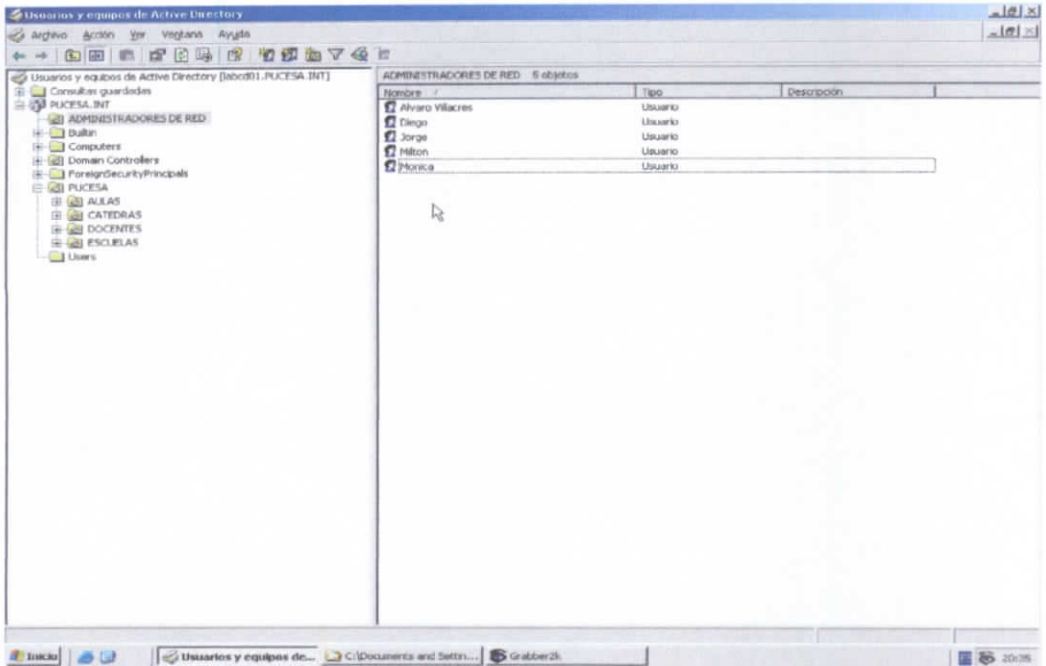 Usuarios y equipos de Active Directory
Archivo Acción Ver Ventana Ayuda
Usuarios y equipos de Active Directory [labcd01.PUCESA.INT]
Consultas guardadas
PUCESA.INT
ADMINISTRADORES DE RED
Builtin
Computers
Domain Controllers
ForeignSecurityPrincipals
PUCESA
AULAS
CATEDRAS
DOCENTES
ESCUELAS
Users
ADMINISTRADORES DE RED 5 objetos
Nombre Tipo Descripción
Alvaro Villacres Usuario
Diego Usuario
Jorge Usuario
Milton Usuario
Monica Usuario
Inicio Usuarios y equipos de... C:\Documents and Settin... Grabber2k 20:35